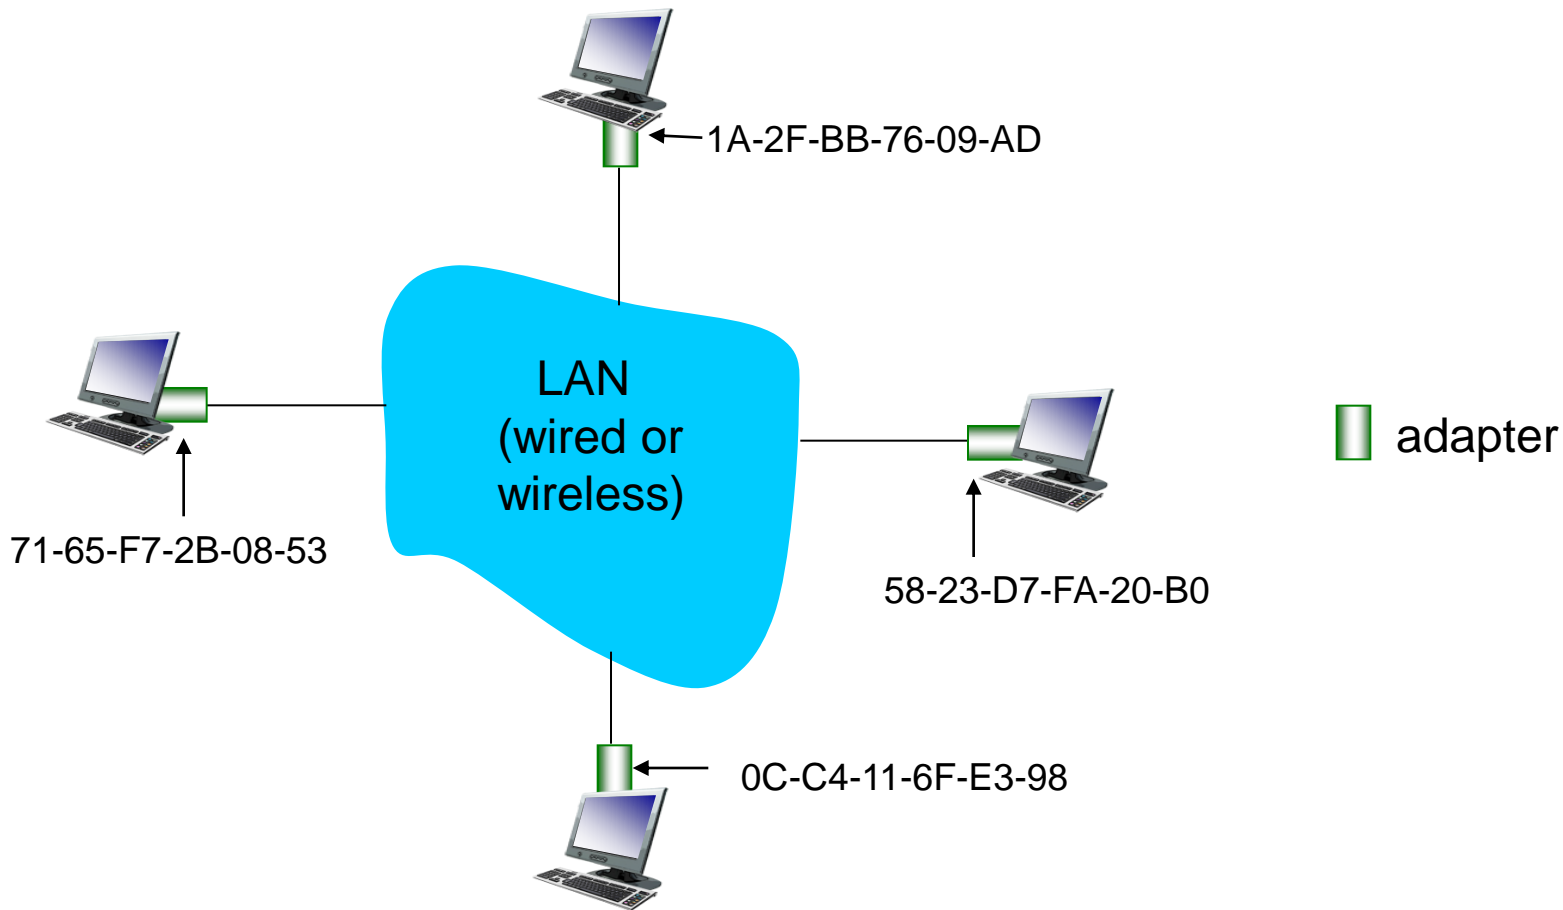 1A-2F-BB-76-09-AD
LAN
(wired or
wireless)
adapter
71-65-F7-2B-08-53
58-23-D7-FA-20-B0
0C-C4-11-6F-E3-98